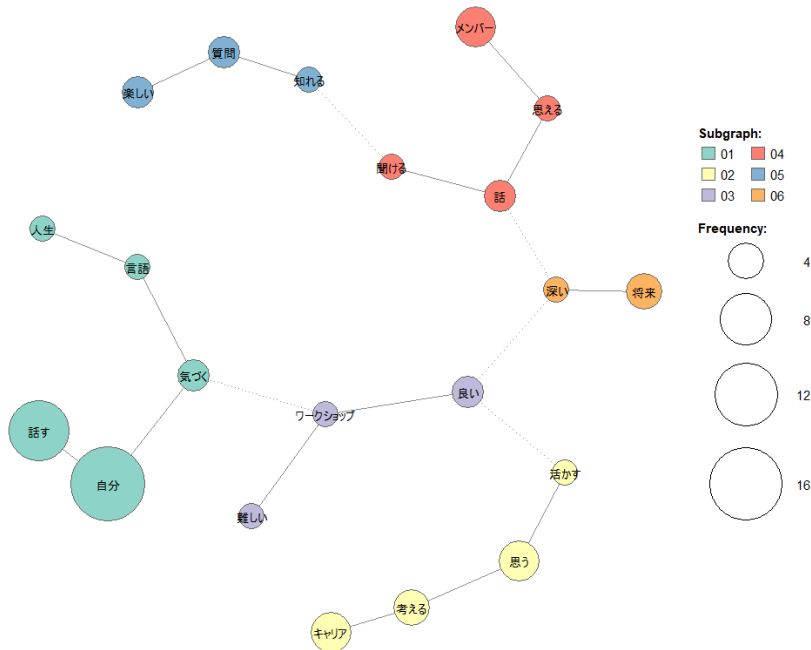 メンバー
質問
知れる
楽しい
思える
聞ける
話
人生
言語
深い
将来
気づく
良い
ワークショップ
話す
自分
活かす
難しい
思う
考える
キャリア
Subgraph:
01 04
02 05
03 06
Frequency:
4
8
12
16